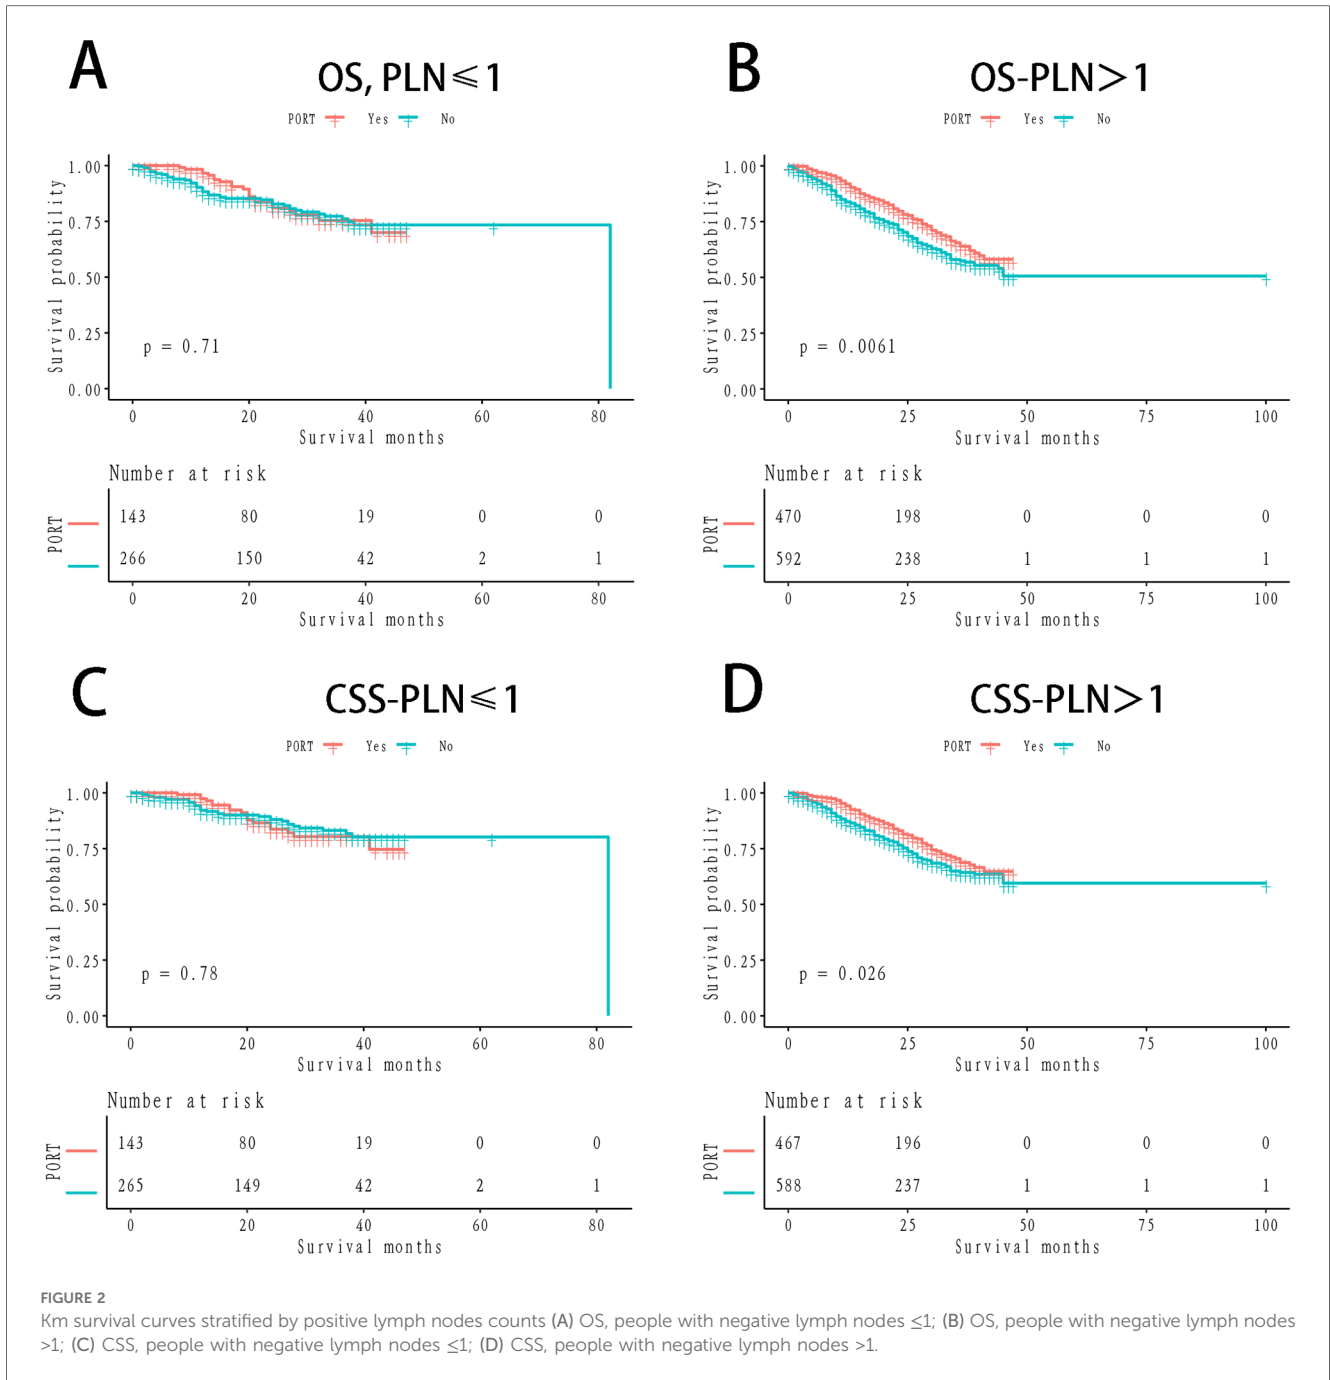 A
OS, PLN⩽1
PORT Yes No
Survival probability
1.00
0.75
0.50
0.25
0.00
p = 0.71
0 20 40 60 80
Survival months
Number at risk
PORT
143 80 19 0 0
266 150 42 2 1
0 20 40 60 80
Survival months
B
OS-PLN>1
PORT Yes No
Survival probability
1.00
0.75
0.50
0.25
0.00
p = 0.0061
0 25 50 75 100
Survival months
Number at risk
PORT
470 198 0 0 0
592 238 1 1 1
0 25 50 75 100
Survival months
C
CSS-PLN⩽1
PORT Yes No
Survival probability
1.00
0.75
0.50
0.25
0.00
p = 0.78
0 20 40 60 80
Survival months
Number at risk
PORT
143 80 19 0 0
265 149 42 2 1
0 20 40 60 80
Survival months
D
CSS-PLN>1
PORT Yes No
Survival probability
1.00
0.75
0.50
0.25
0.00
p = 0.026
0 25 50 75 100
Survival months
Number at risk
PORT
467 196 0 0 0
588 237 1 1 1
0 25 50 75 100
Survival months
FIGURE 2
Km survival curves stratified by positive lymph nodes counts (A) OS, people with negative lymph nodes ≤1; (B) OS, people with negative lymph nodes
>1; (C) CSS, people with negative lymph nodes ≤1; (D) CSS, people with negative lymph nodes >1.